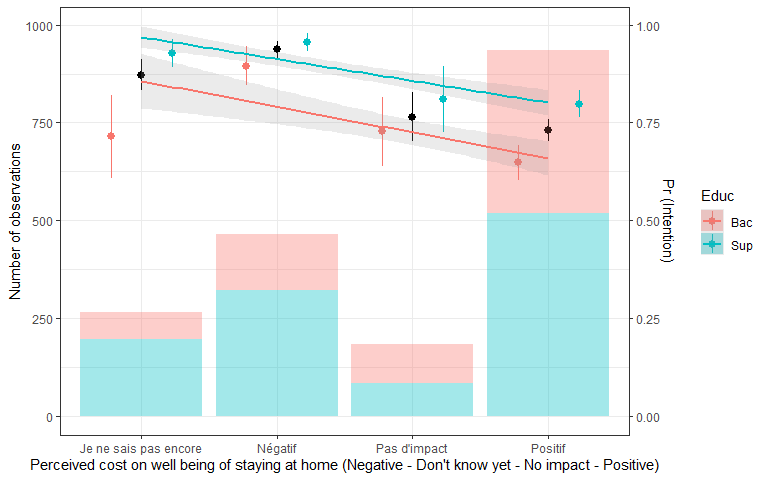 1000
750
500
250
0
Number of observations
1.00
0.75
0.50
0.25
0.00
Pr (Intention)
Je ne sais pas encore
Négatif
Pas d'impact
Positif
Perceived cost on well being of staying at home (Negative - Don't know yet - No impact - Positive)
Educ
Bac
Sup